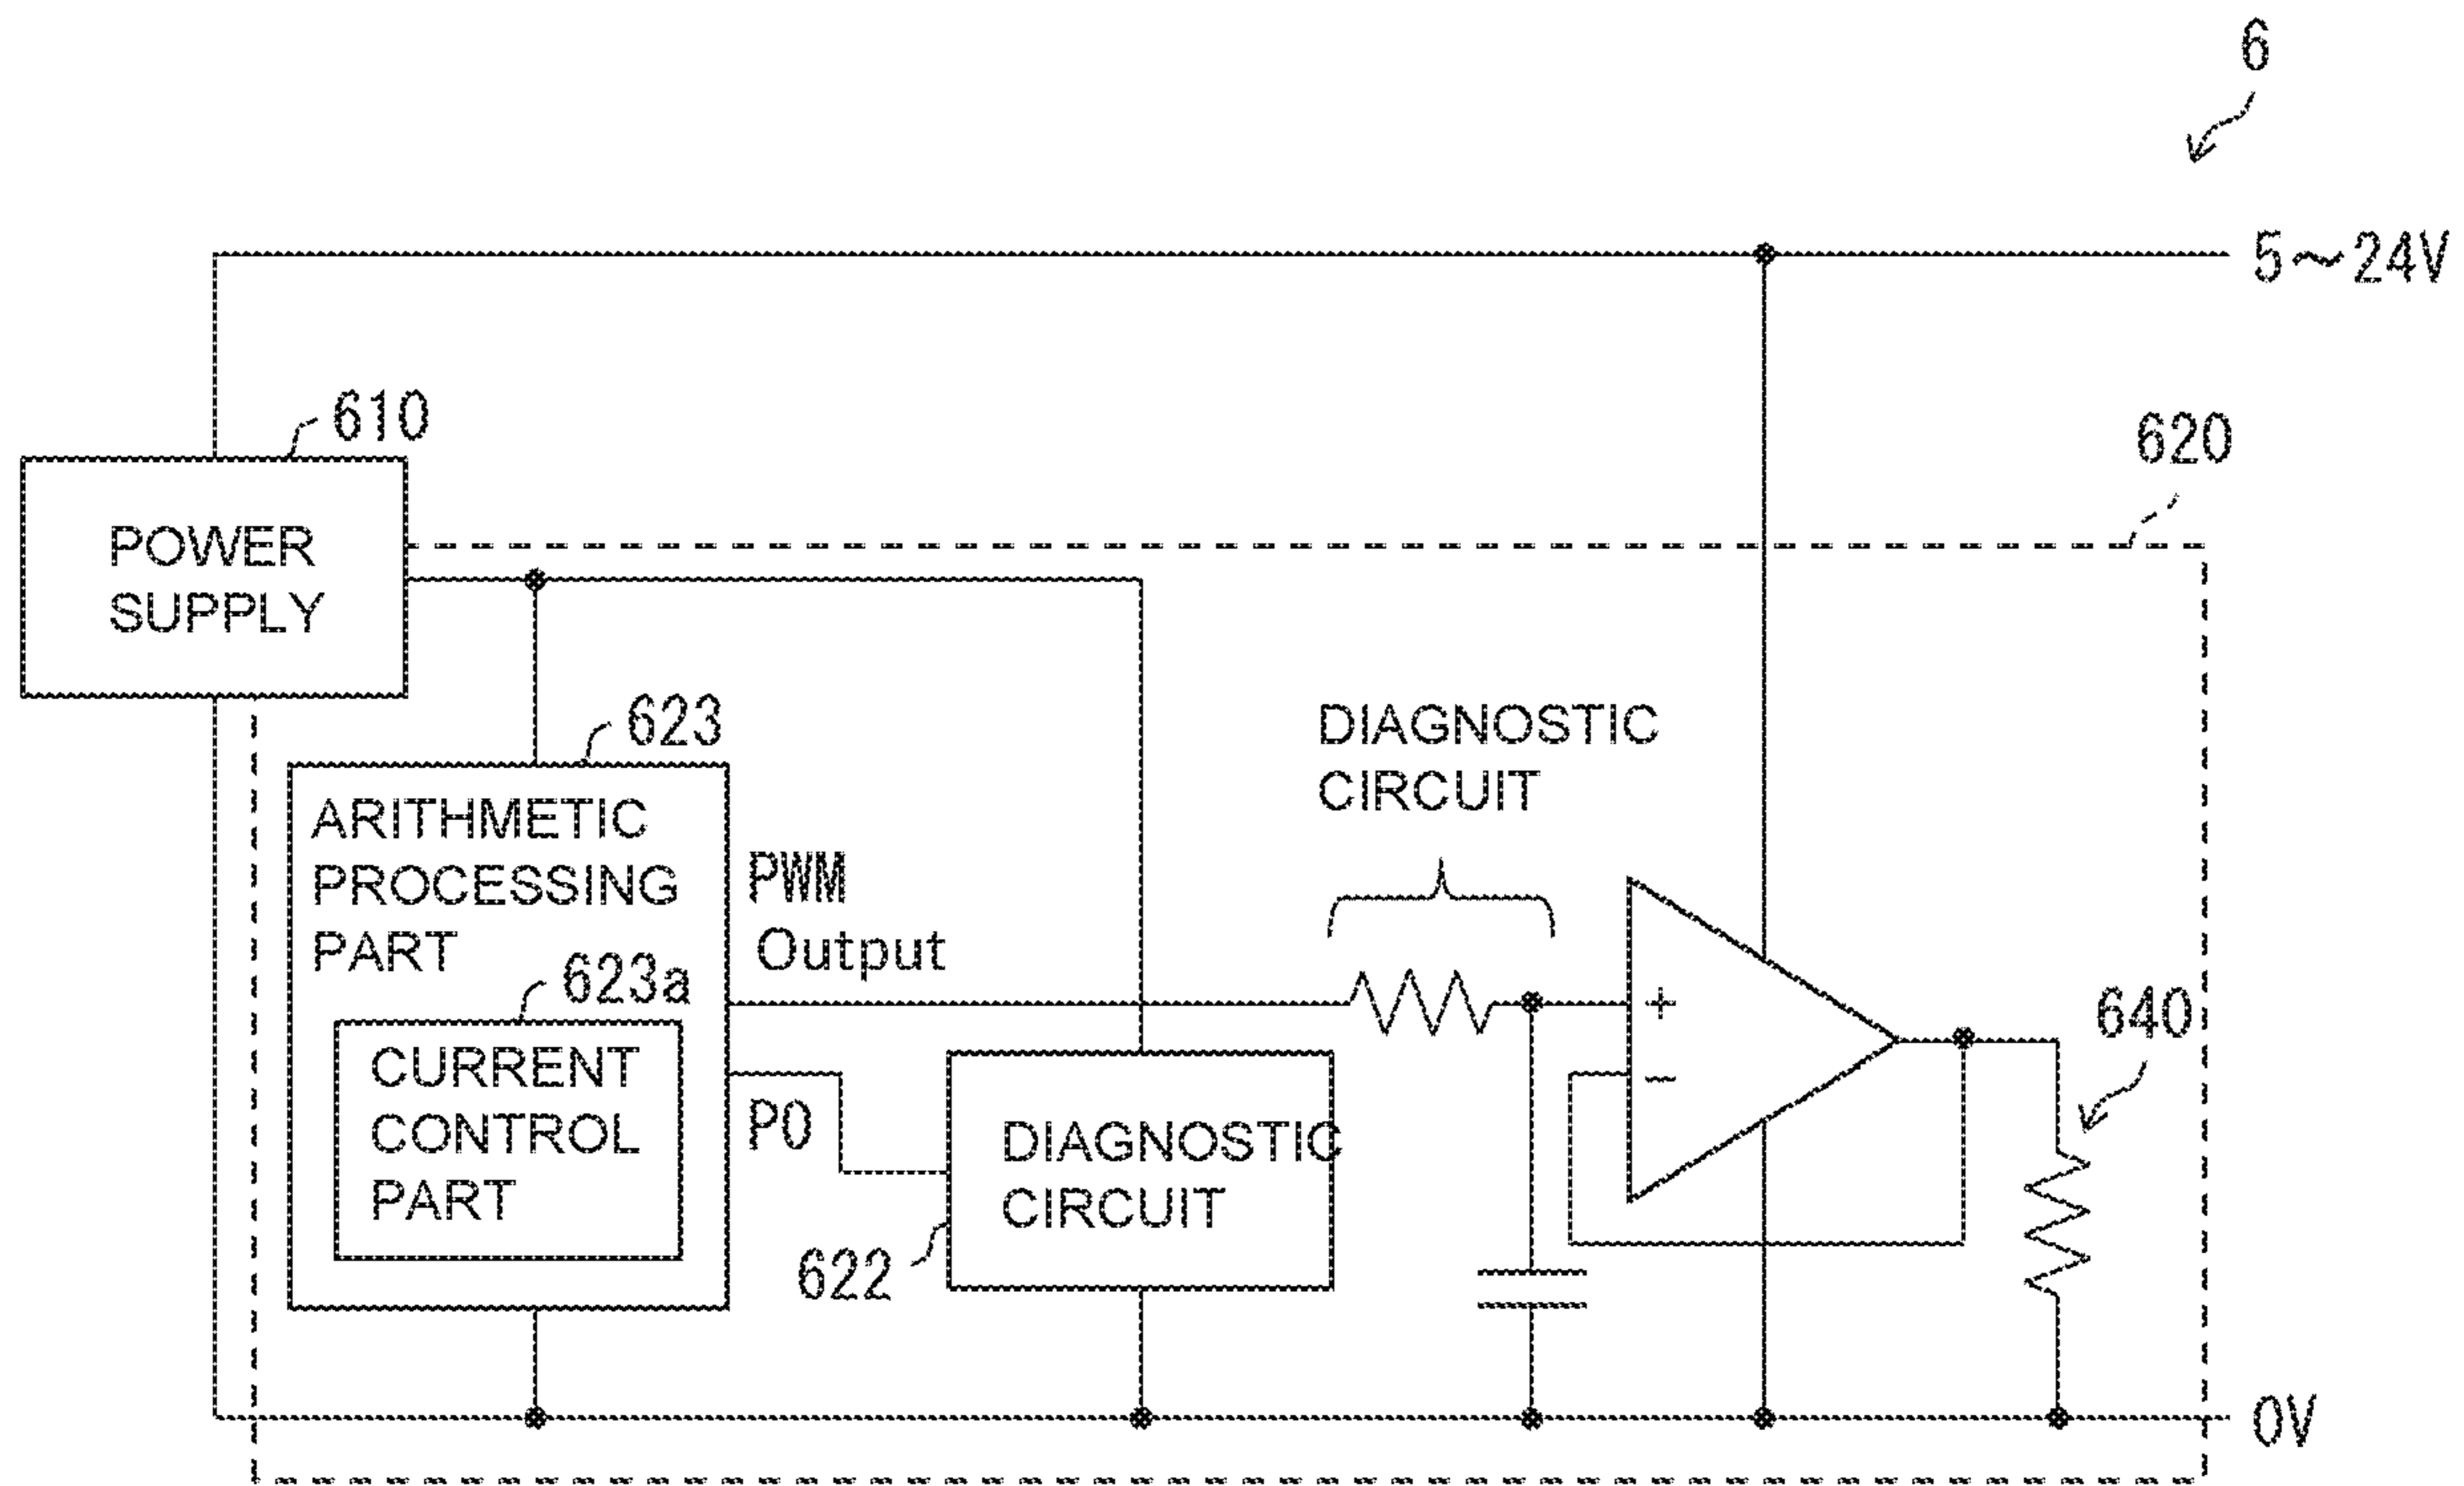 6
5~24V
610
620
POWER
SUPPLY
623
DIAGNOSTIC
CIRCUIT
ARITHMETIC
PROCESSING
PART
PWM
Output
623a
640
CURRENT
CONTROL
PART
PO
DIAGNOSTIC
CIRCUIT
622
+
−
0V